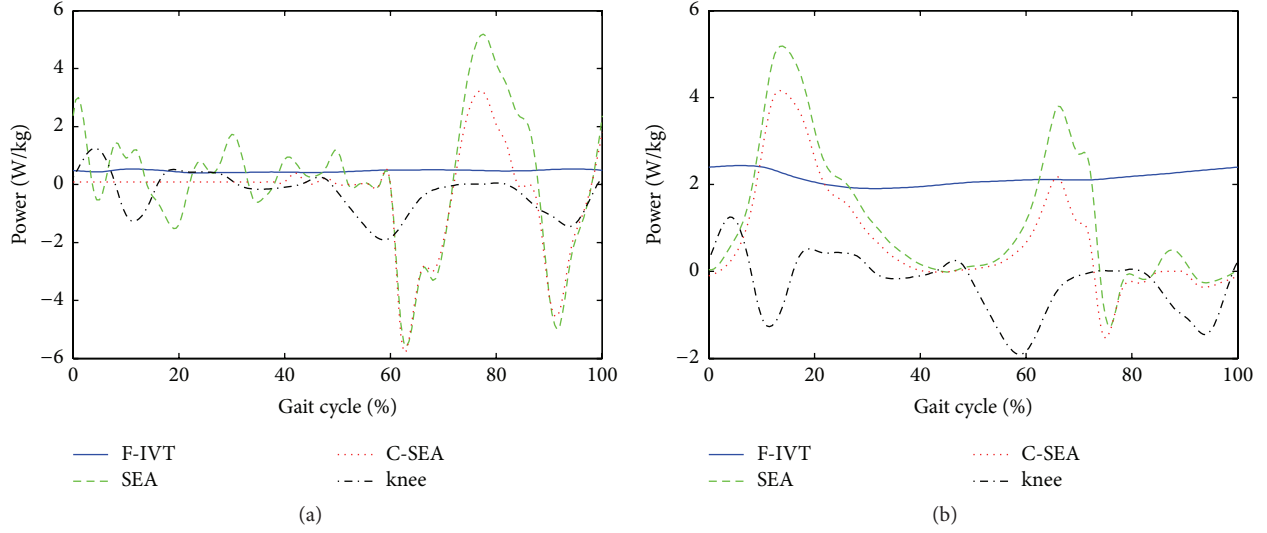 6
4
2
0
−2
−4
−6
Power (W/kg)
0 20 40 60 80 100
Gait cycle (%)
F-IVT
SEA
C-SEA
knee
(a)
6
4
2
0
−2
Power (W/kg)
0 20 40 60 80 100
Gait cycle (%)
F-IVT
SEA
C-SEA
knee
(b)